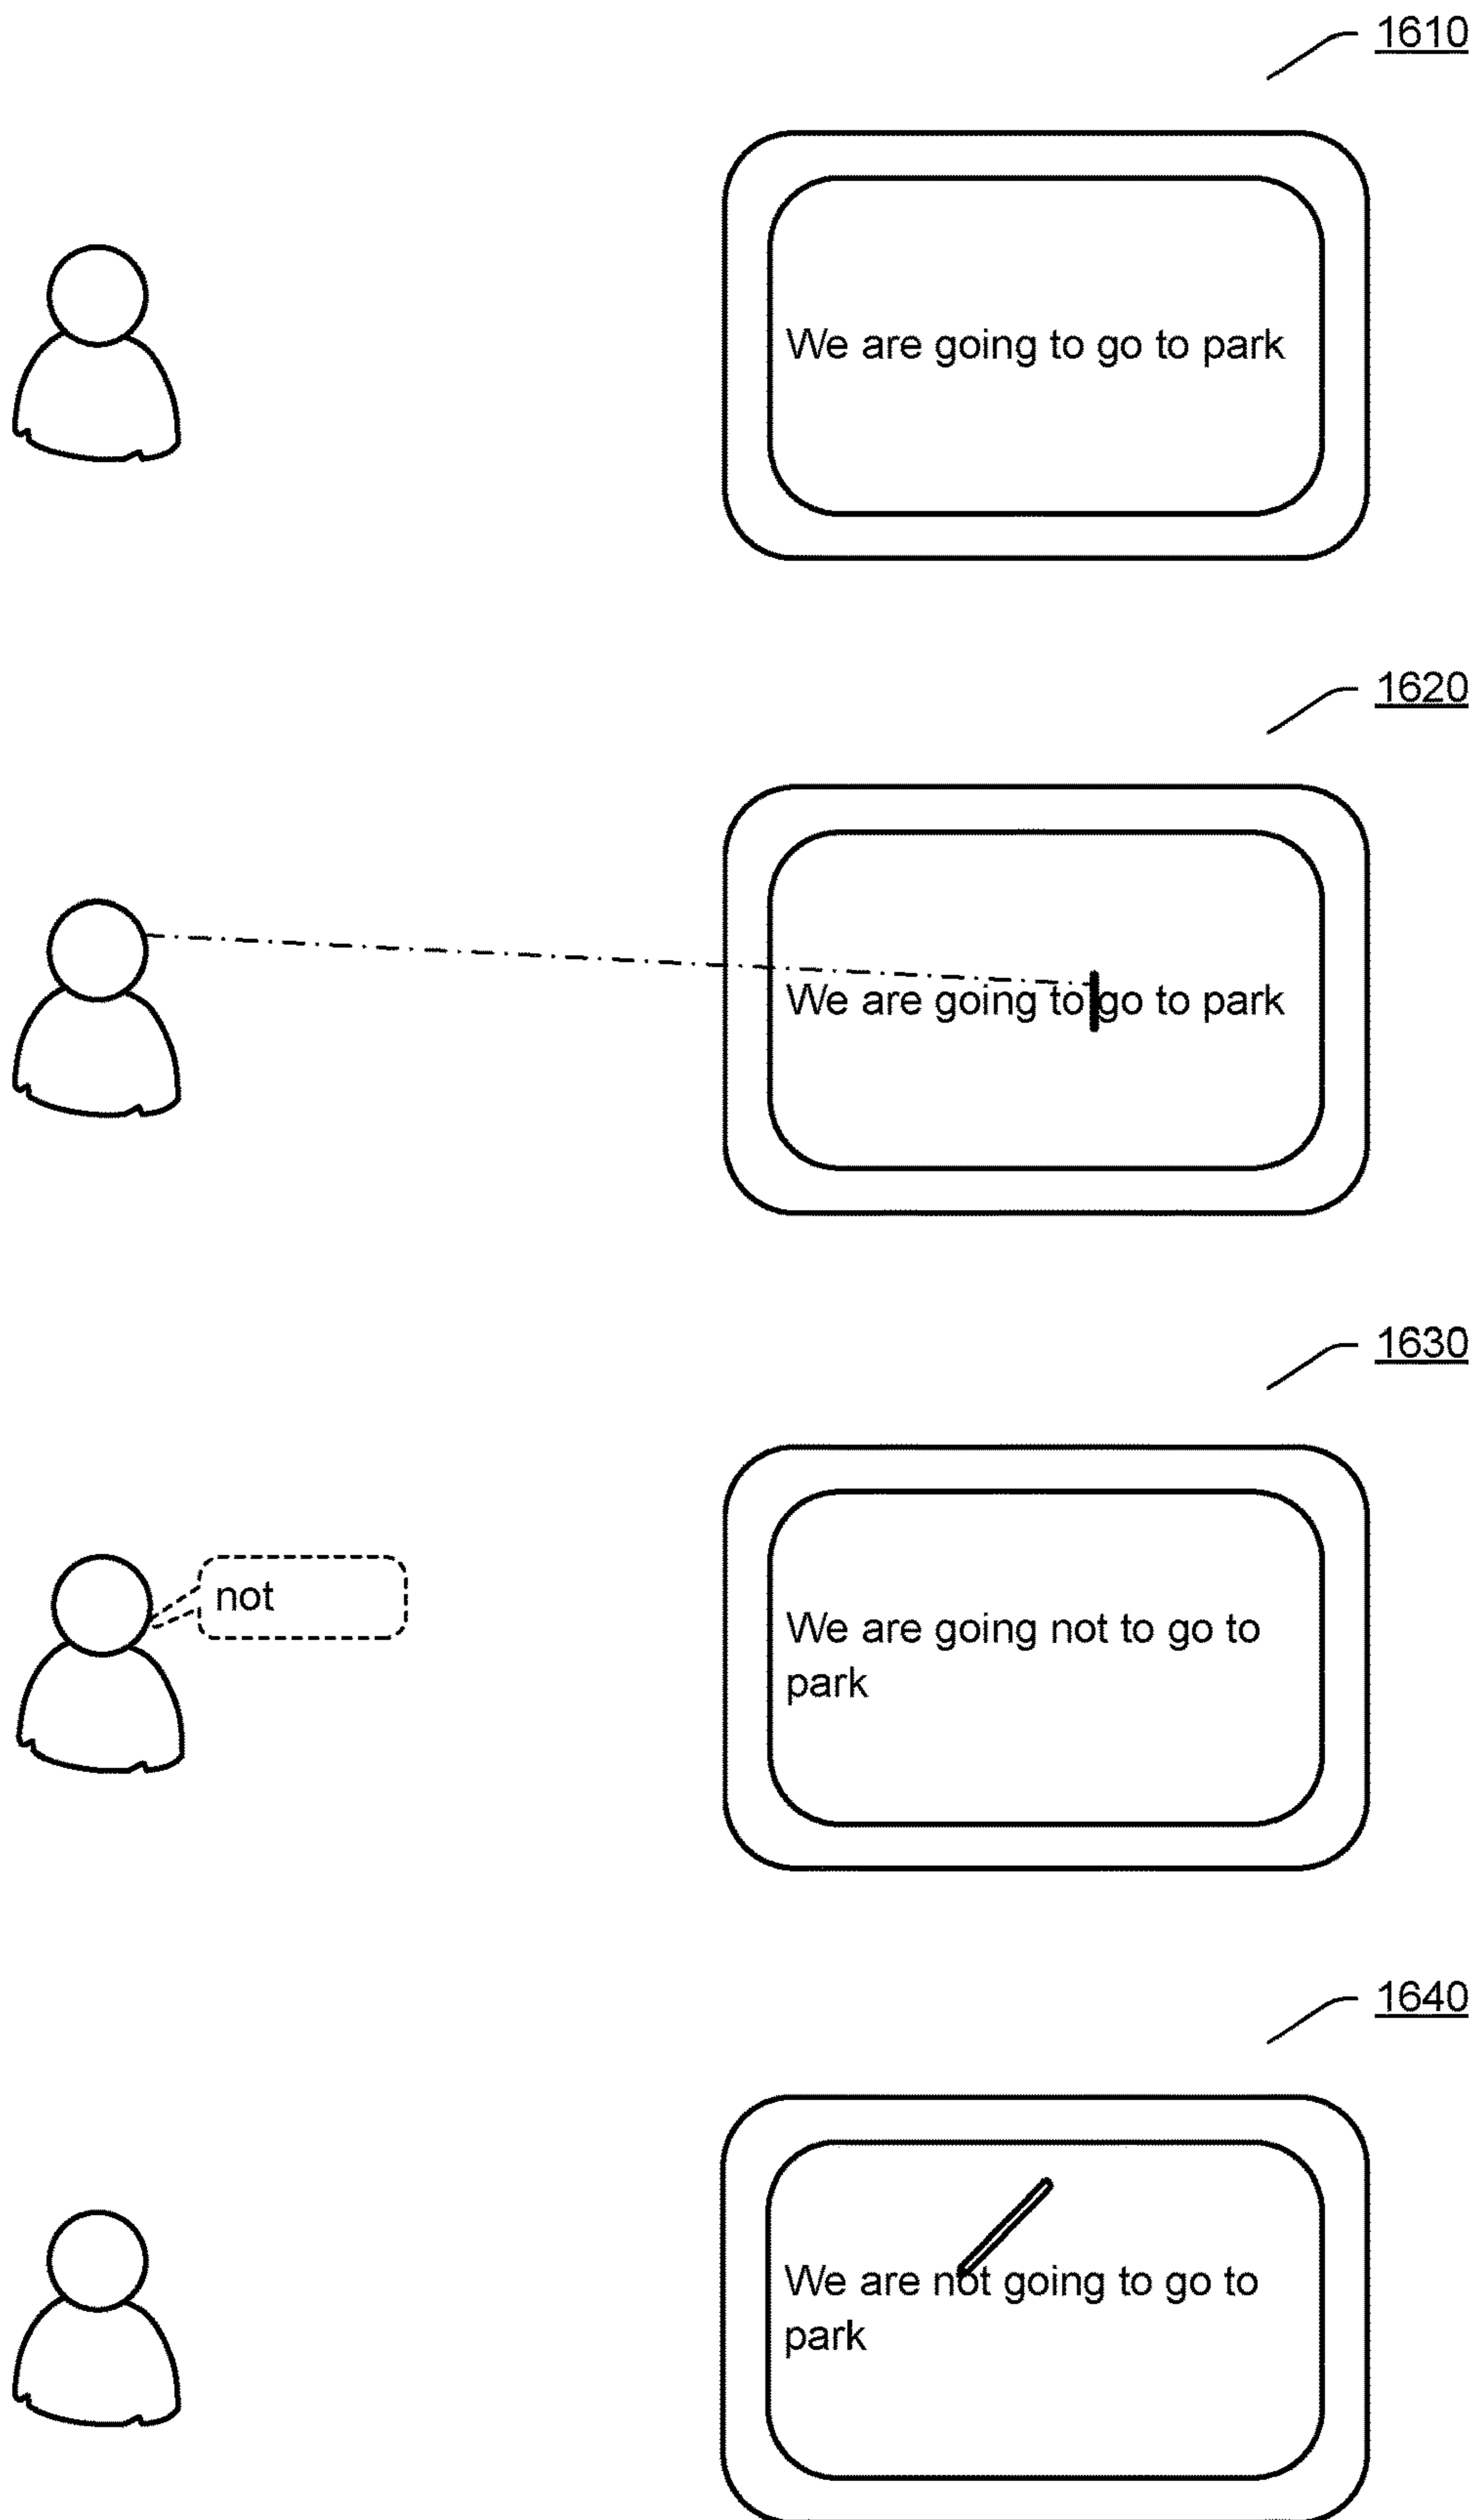 1610
We are going to go to park
1620
We are going to go to park
1630
not
We are going not to go to
park
1640
We are not going to go to
park